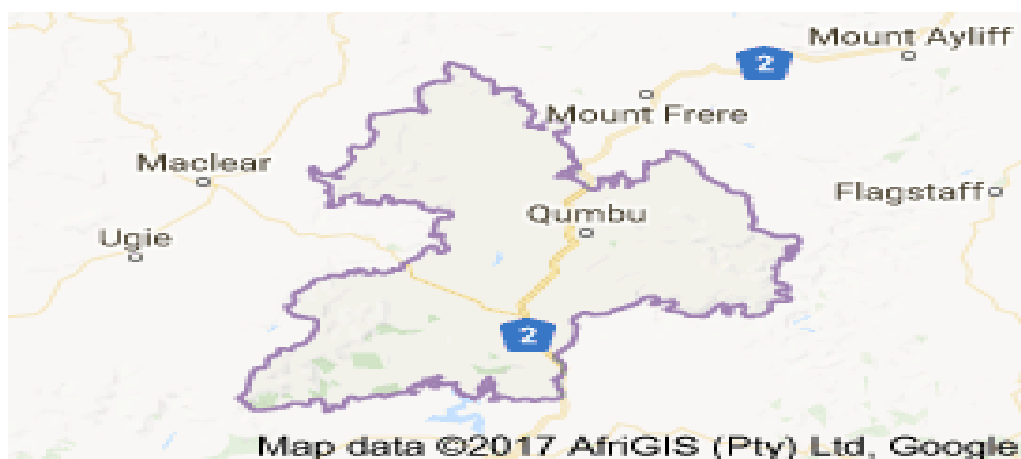 Mount Ayliff
2
Mount Frere
Maclear
Flagstaff
Qumbu
Ugie
2
Map data ©2017 AfriGIS (Pty) Ltd, Google